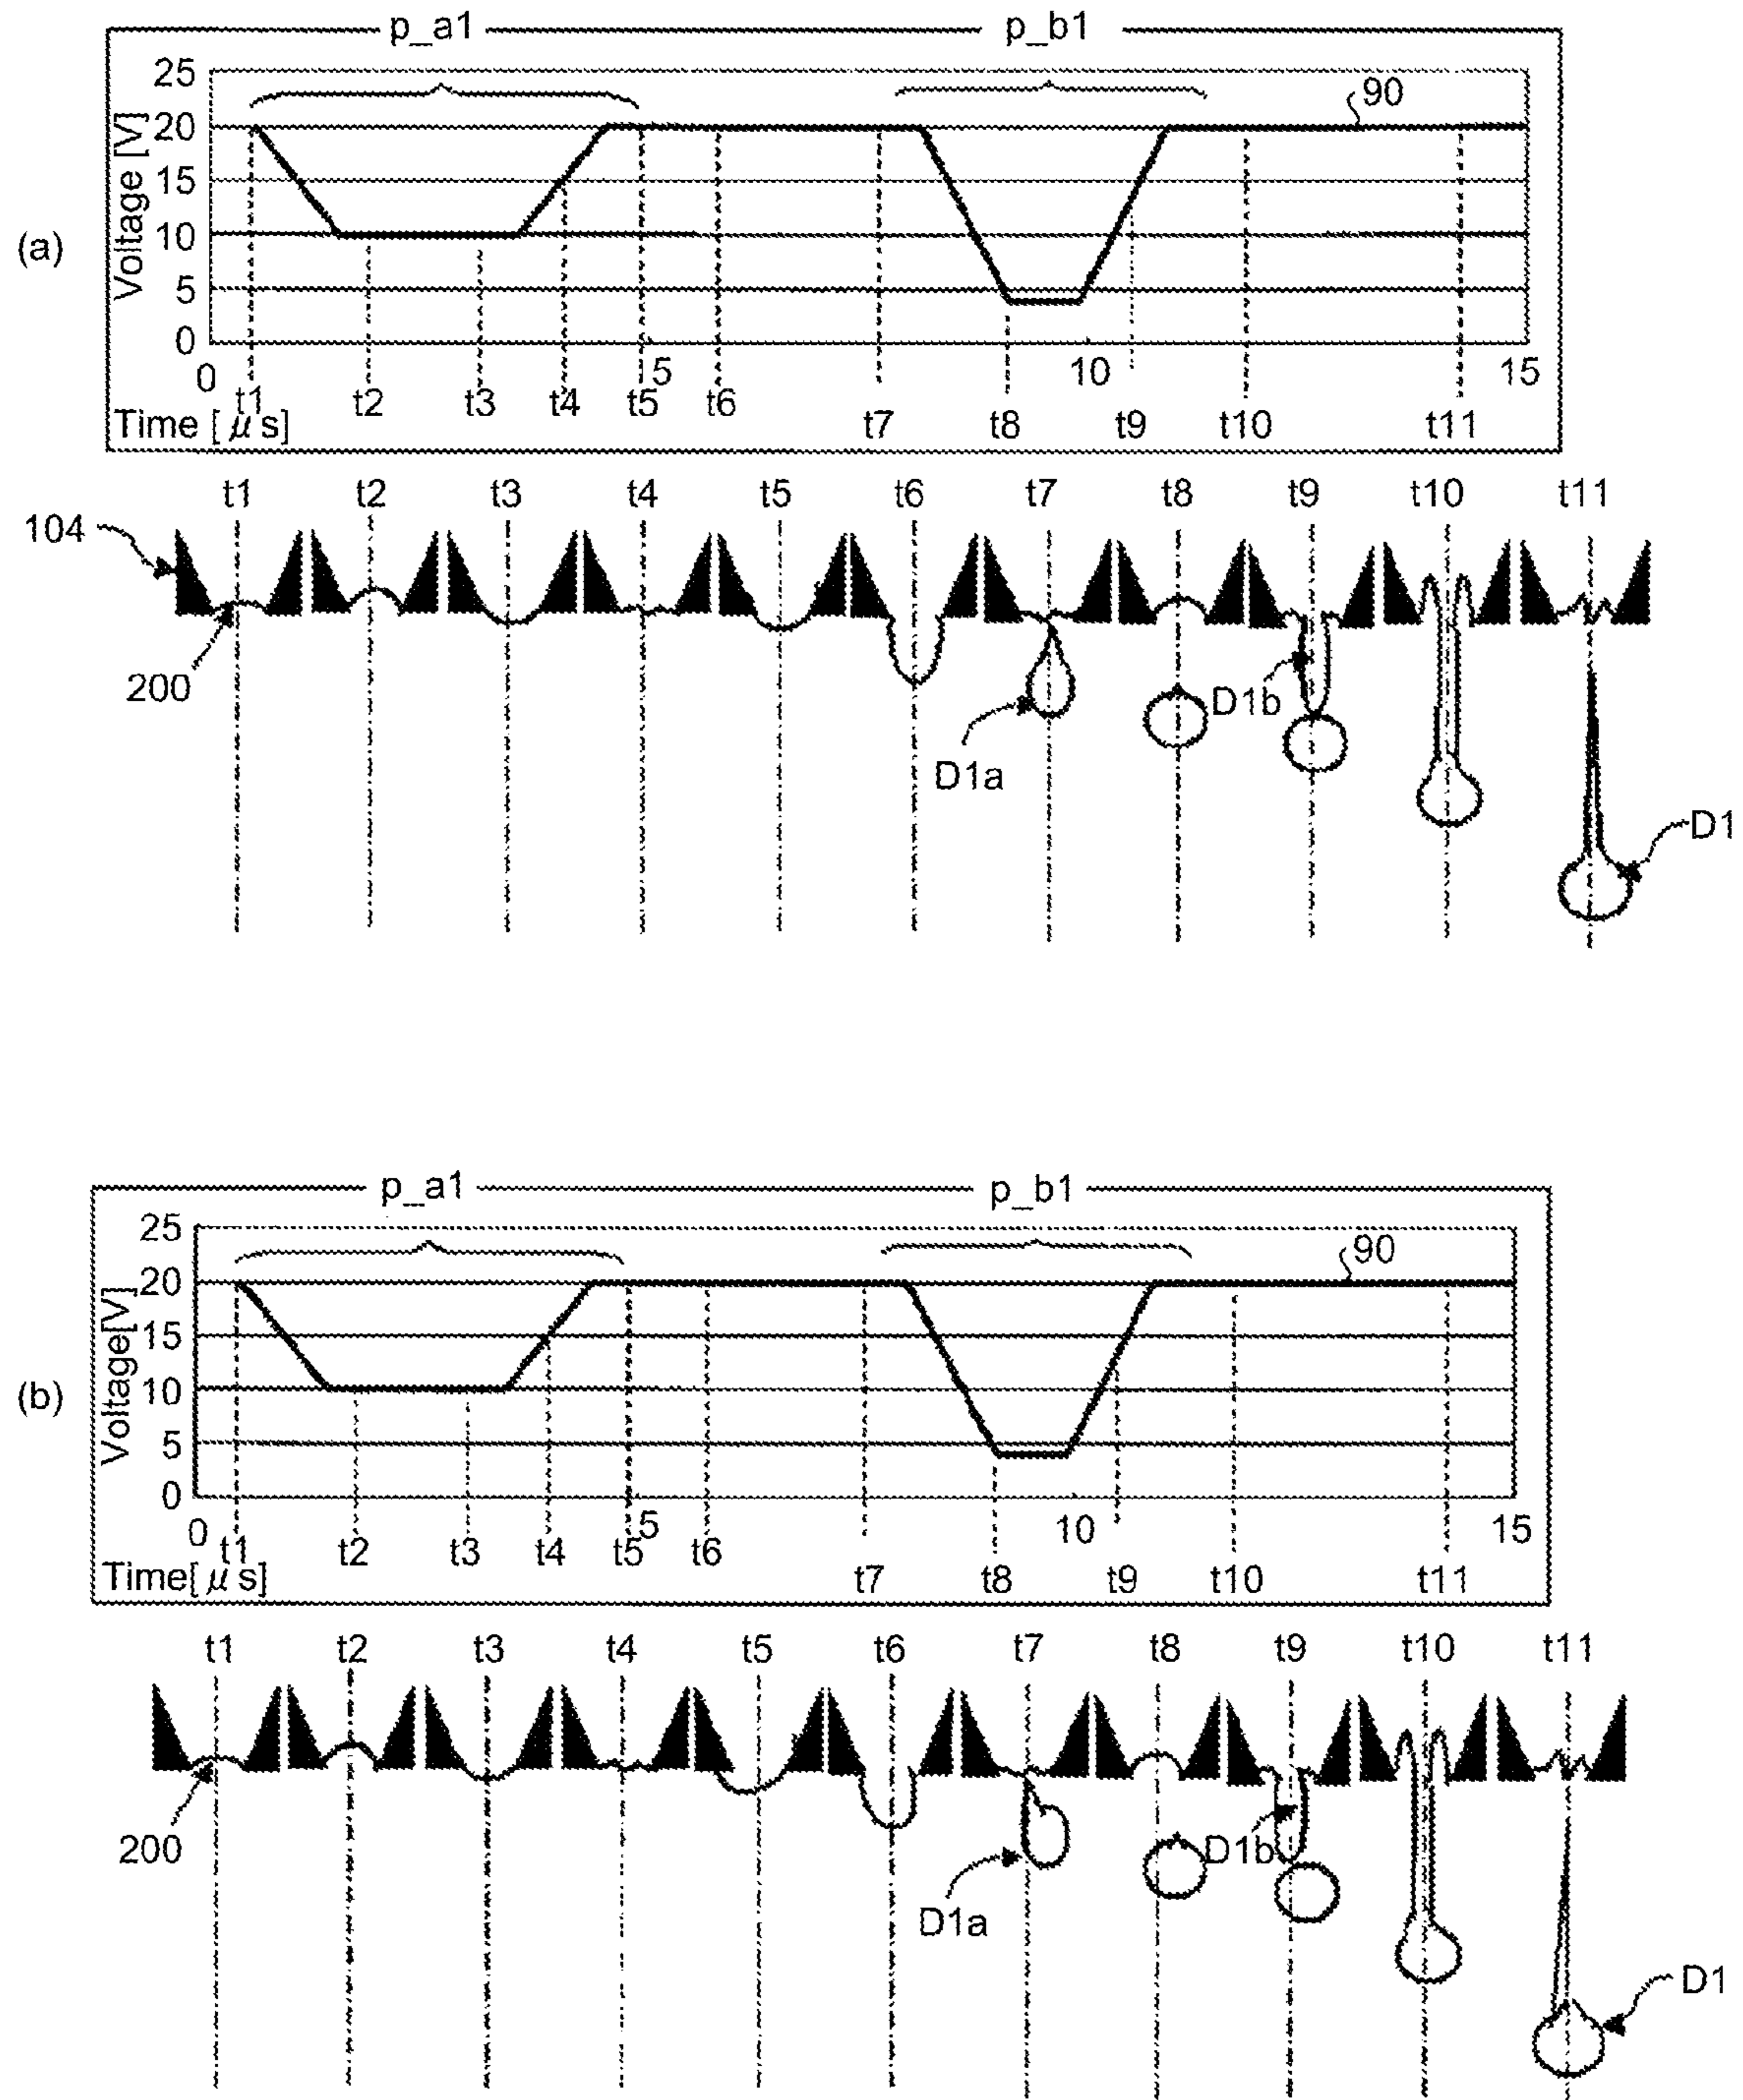 p_a1 p_b1
(a)
Voltage [V]
25
20
15
10
5
0
90
0 5 10 15
t1 t2 t3 t4 t5 t6 t7 t8 t9 t10 t11
Time [μs]
t1 t2 t3 t4 t5 t6 t7 t8 t9 t10 t11
104
200
D1a
D1b
D1
p_a1 p_b1
(b)
Voltage[V]
25
20
15
10
5
0
90
0 5 10 15
t1 t2 t3 t4 t5 t6 t7 t8 t9 t10 t11
Time[μs]
t1 t2 t3 t4 t5 t6 t7 t8 t9 t10 t11
200
D1a
D1b
D1